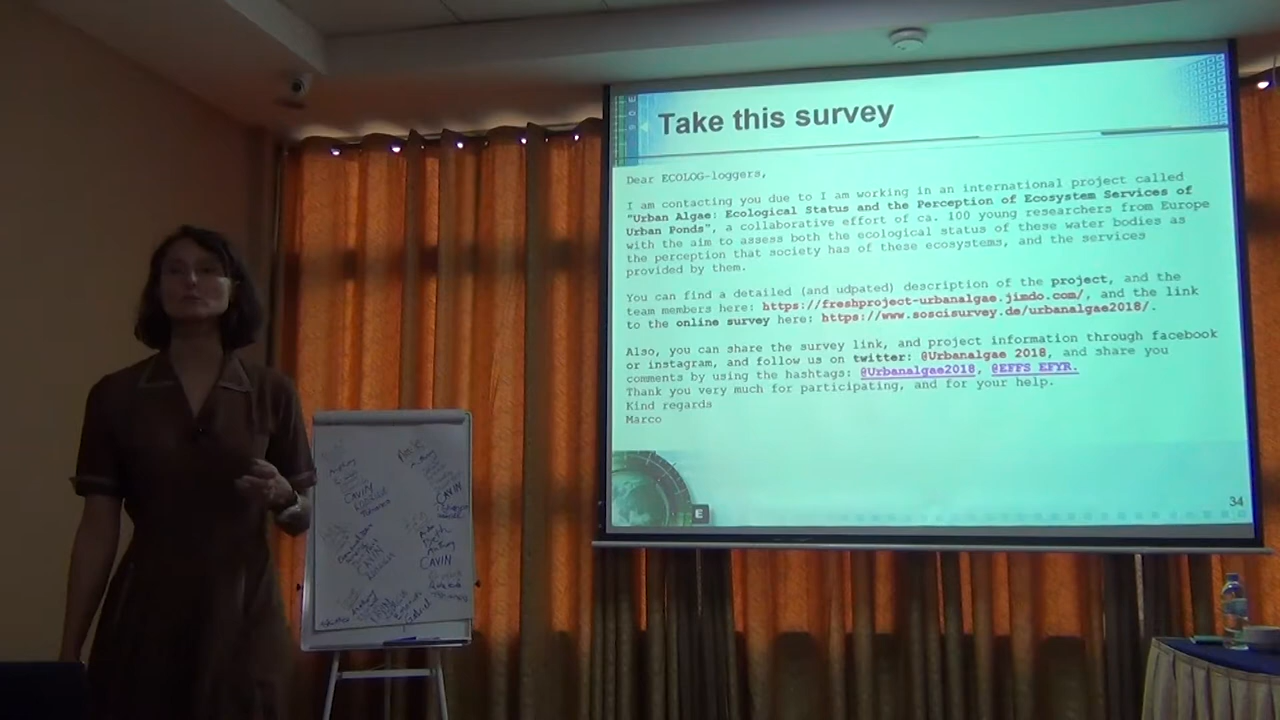 Take this survey
Dear ECOLOG-loggers,
I am contacting you due to I am working in an international project called
"Urban Algae: Ecological Status and the Perception of Ecosystem Services of
Urban Ponds", a collaborative effort of ca. 100 young researchers from Europe
with the aim to assess both the ecological status of these water bodies as
the perception that society has of these ecosystems, and the services
provided by them.
You can find a detailed (and udpated) description of the project, and the
team members here: https://freshproject-urbanalgae.jimdo.com/, and the link
to the online survey here: https://www.soscisurvey.de/urbanalgae2018/.
Also, you can share the survey link, and project information through facebook
or instagram, and follow us on twitter: @Urbanalgae 2018, and share you
comments by using the hashtags: @Urbanalgae2018, @EFFS EFYR.
Thank you very much for participating, and for your help.
Kind regards
Marco
E
34
CAVIN
CAVIN
CAVIN
CAVIN
Gabriel